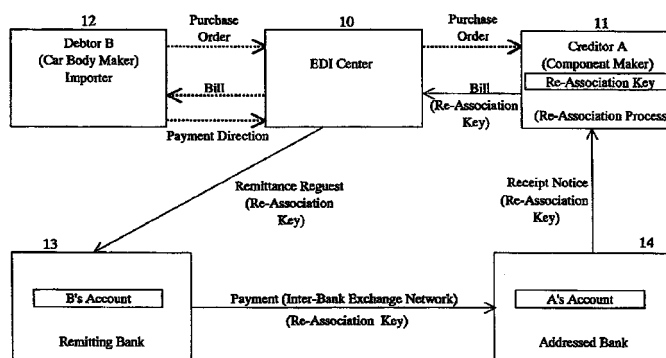 12
Debtor B
(Car Body Maker)
Importer
Purchase
Order
Bill
Payment Direction
10
EDI Center
Purchase
Order
Bill
(Re-Association
Key)
11
Creditor A
(Component Maker)
Re-Association Key
(Re-Association Process
Remittance Reguest
(Re-Association
Key)
Receipt Notice
(Re-Association
Key)
13
B's Account
Remitting Bank
Payment (Inter-Bank Exchange Network)
(Re-Association Key)
14
A's Account
Addressed Bank